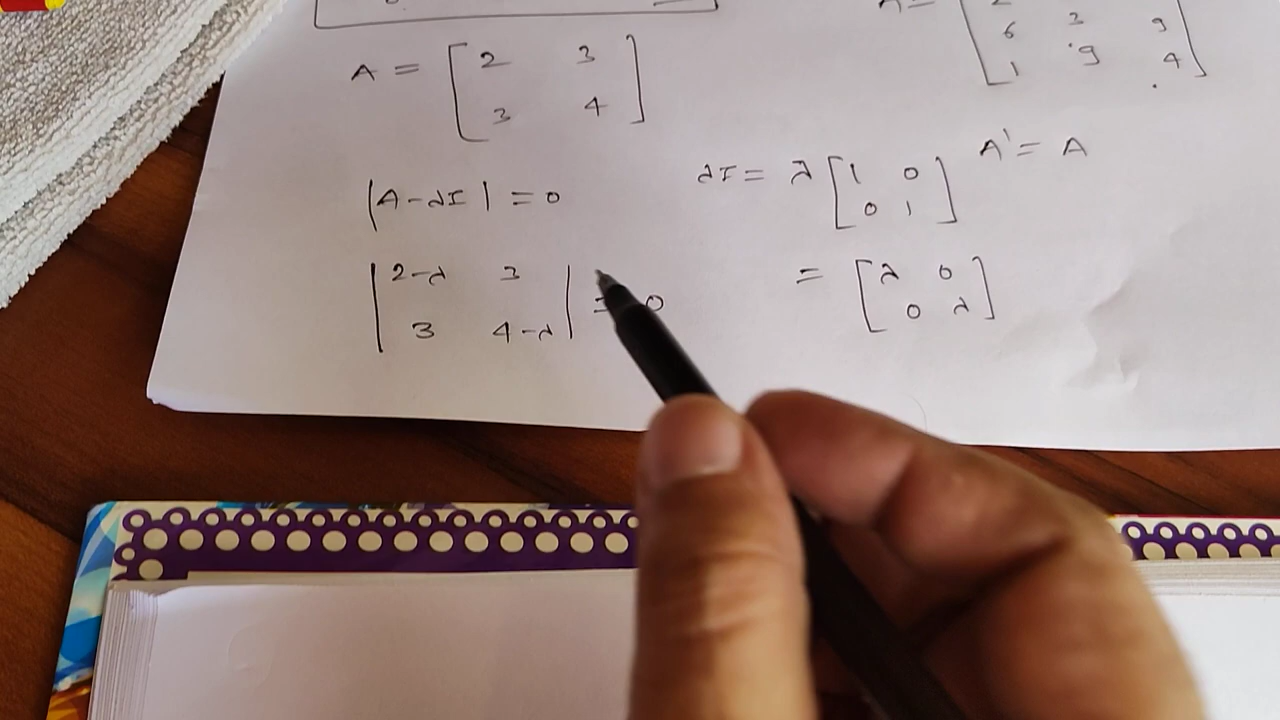 A = [ 2 3
3 4 ]
6 2 9
1 9 4 ]
A' = A
|A-λI| = 0
λI = λ [ 1 0
0 1 ]
| 2-λ 3
3 4-λ | = 0
= [ λ 0
0 λ ]